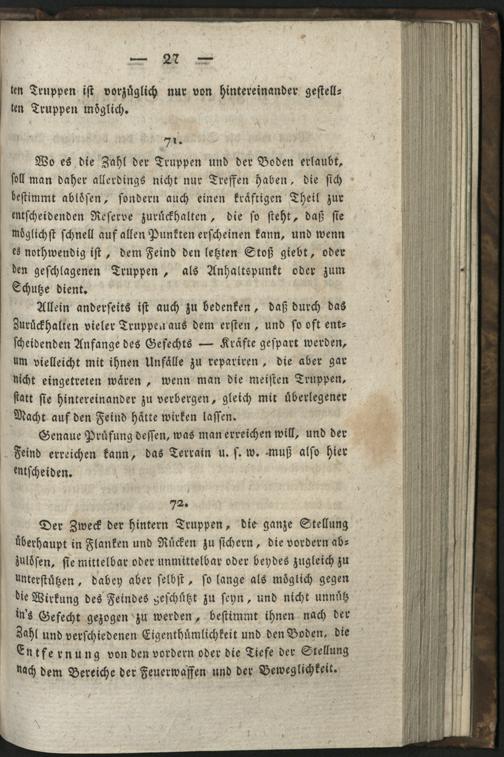 — 27 —
ten Truppen ist vorzüglich nur von hintereinander gestell-
ten Truppen möglich.
71.
Wo es die Zahl der Truppen und der Boden erlaubt,
soll man daher allerdings nicht nur Treffen haben, die sich
bestimmt ablösen, sondern auch einen kräftigen Theil zur
entscheidenden Reserve zurückhalten, die so steht, daß sie
möglichst schnell auf allen Punkten erscheinen kann, und wenn
es nothwendig ist, dem Feind den letzten Stoß giebt, oder
den geschlagenen Truppen, als Anhaltspunkt oder zum
Schutze dient.
Allein anderseits ist auch zu bedenken, daß durch das
Zurückhalten vieler Truppen aus dem ersten, und so oft ent-
scheidenden Anfange des Gefechts — Kräfte gespart werden,
um vielleicht mit ihnen Unfälle zu repariren, die aber gar
nicht eingetreten wären, wenn man die meisten Truppen,
statt sie hintereinander zu verbergen, gleich mit überlegener
Macht auf den Feind hätte wirken lassen.
Genaue Prüfung dessen, was man erreichen will, und der
Feind erreichen kann, das Terrain u. s. w. muß also hier
entscheiden.
72.
Der Zweck der hintern Truppen, die ganze Stellung
überhaupt in Flanken und Rücken zu sichern, die vordern ab-
zulösen, sie mittelbar oder unmittelbar oder beydes zugleich zu
unterstützen, dabey aber selbst, so lange als möglich gegen
die Wirkung des Feindes geschützt zu seyn, und nicht unnütz
in's Gefecht gezogen zu werden, bestimmt ihnen nach der
Zahl und verschiedenen Eigenthümlichkeit und den Boden, die
Entfernung von den vordern oder die Tiefe der Stellung
nach dem Bereiche der Feuerwaffen und der Beweglichkeit.